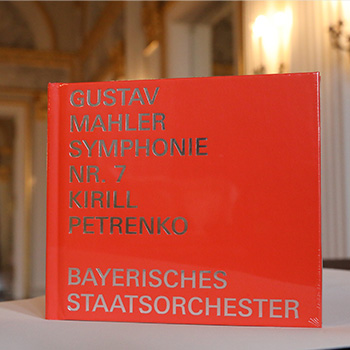 GUSTAV
MAHLER
SYMPHONIE
NR. 7
KIRILL
PETRENKO
BAYERISCHES
STAATSORCHESTER